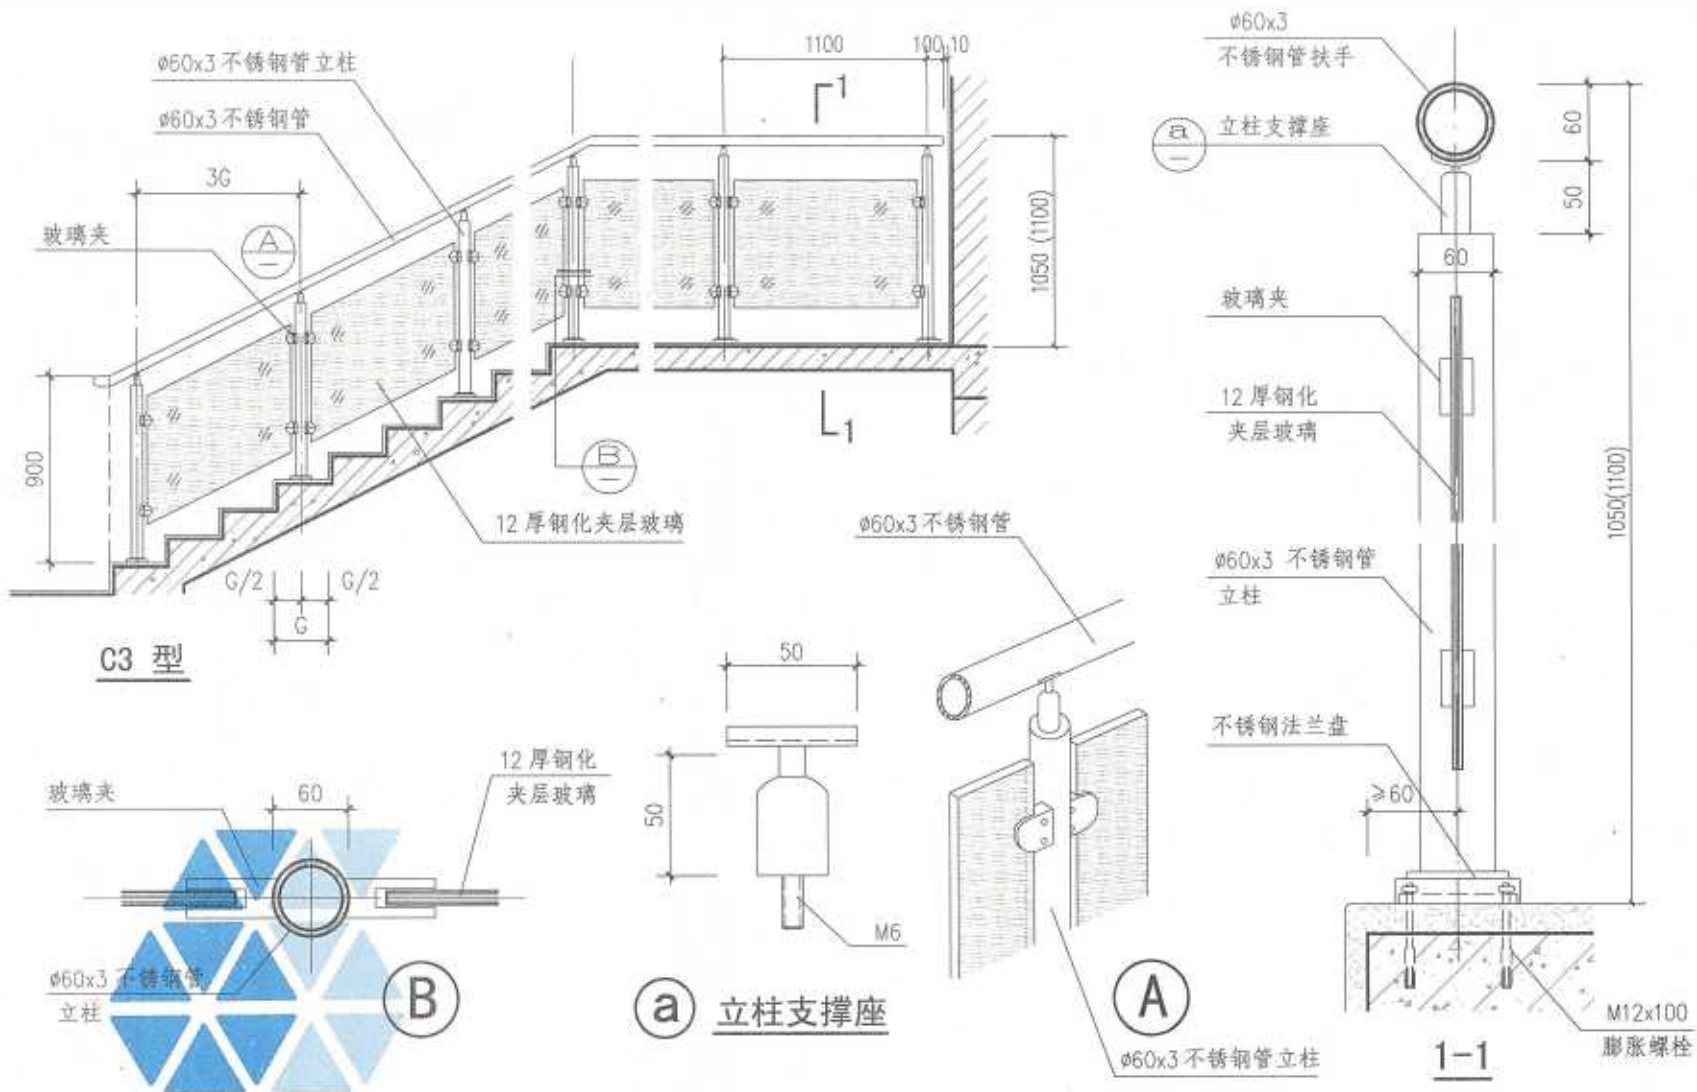 ø60x3 不锈钢管立柱
ø60x3 不锈钢管
3G
玻璃夹
A
900
1100
100
10
1
1050 (1100)
1
B
12 厚钢化夹层玻璃
G/2
G/2
G
C3 型
ø60x3
不锈钢管扶手
a
立柱支撑座
60
50
60
玻璃夹
12 厚钢化
夹层玻璃
1050(1100)
ø60x3 不锈钢管
立柱
不锈钢法兰盘
≥60
M12x100
膨胀螺栓
1-1
玻璃夹
60
12 厚钢化
夹层玻璃
ø60x3 不锈钢管
立柱
B
50
50
M6
a
立柱支撑座
ø60x3 不锈钢管
A
ø60x3 不锈钢管立柱